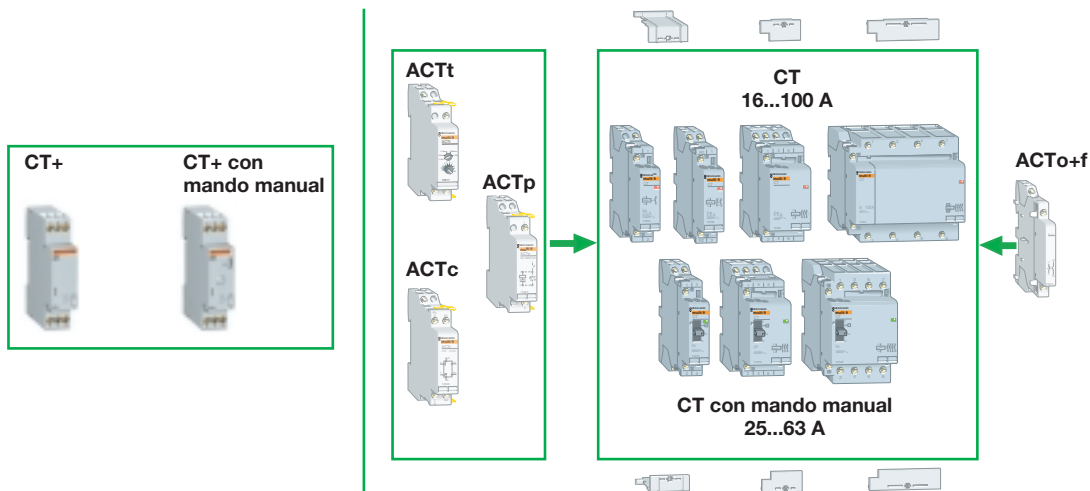 CT+
CT+ con
mando manual
ACTt
ACTp
ACTc
CT
16...100 A
CT con mando manual
25...63 A
ACTo+f